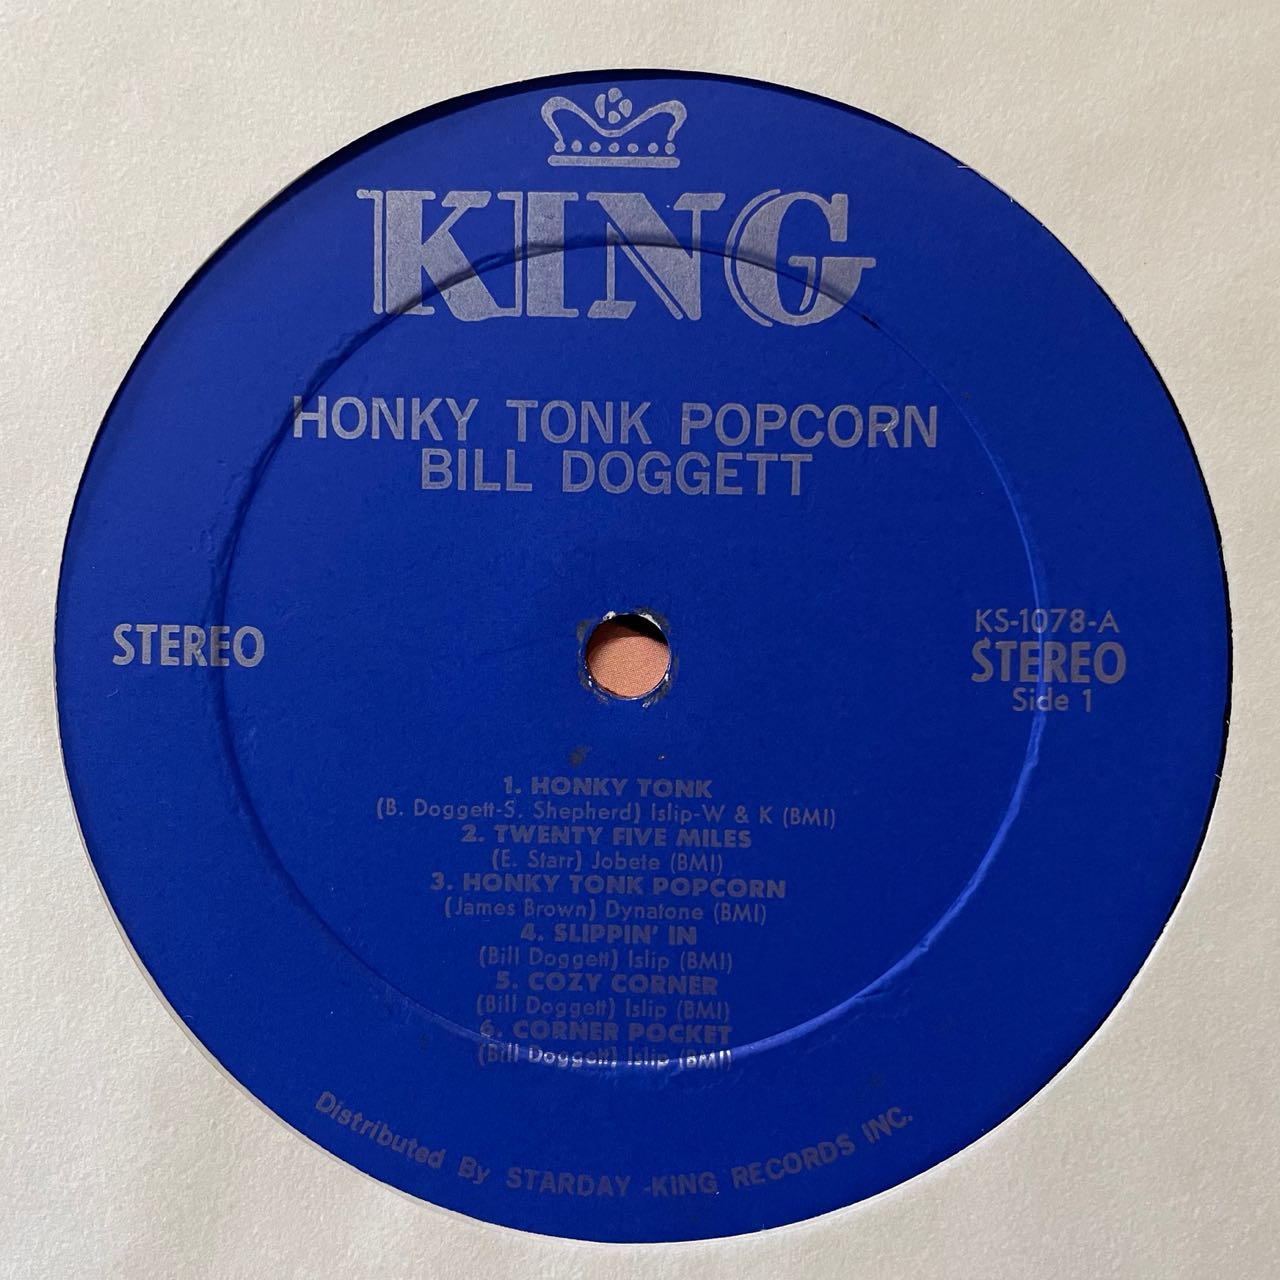 KING
HONKY TONK POPCORN
BILL DOGGETT
STEREO
KS-1078-A
STEREO
Side 1
1. HONKY TONK
(B. Doggett-S. Shepherd) Islip-W & K (BMI)
2. TWENTY FIVE MILES
(E. Starr) Jobete (BMI)
3. HONKY TONK POPCORN
(James Brown) Dynatone (BMI)
4. SLIPPIN' IN
(Bill Doggett) Islip (BMI)
5. COZY CORNER
(Bill Doggett) Islip (BMI)
6. CORNER POCKET
(Bill Doggett) Islip (BMI)
Distributed By STARDAY-KING RECORDS INC.